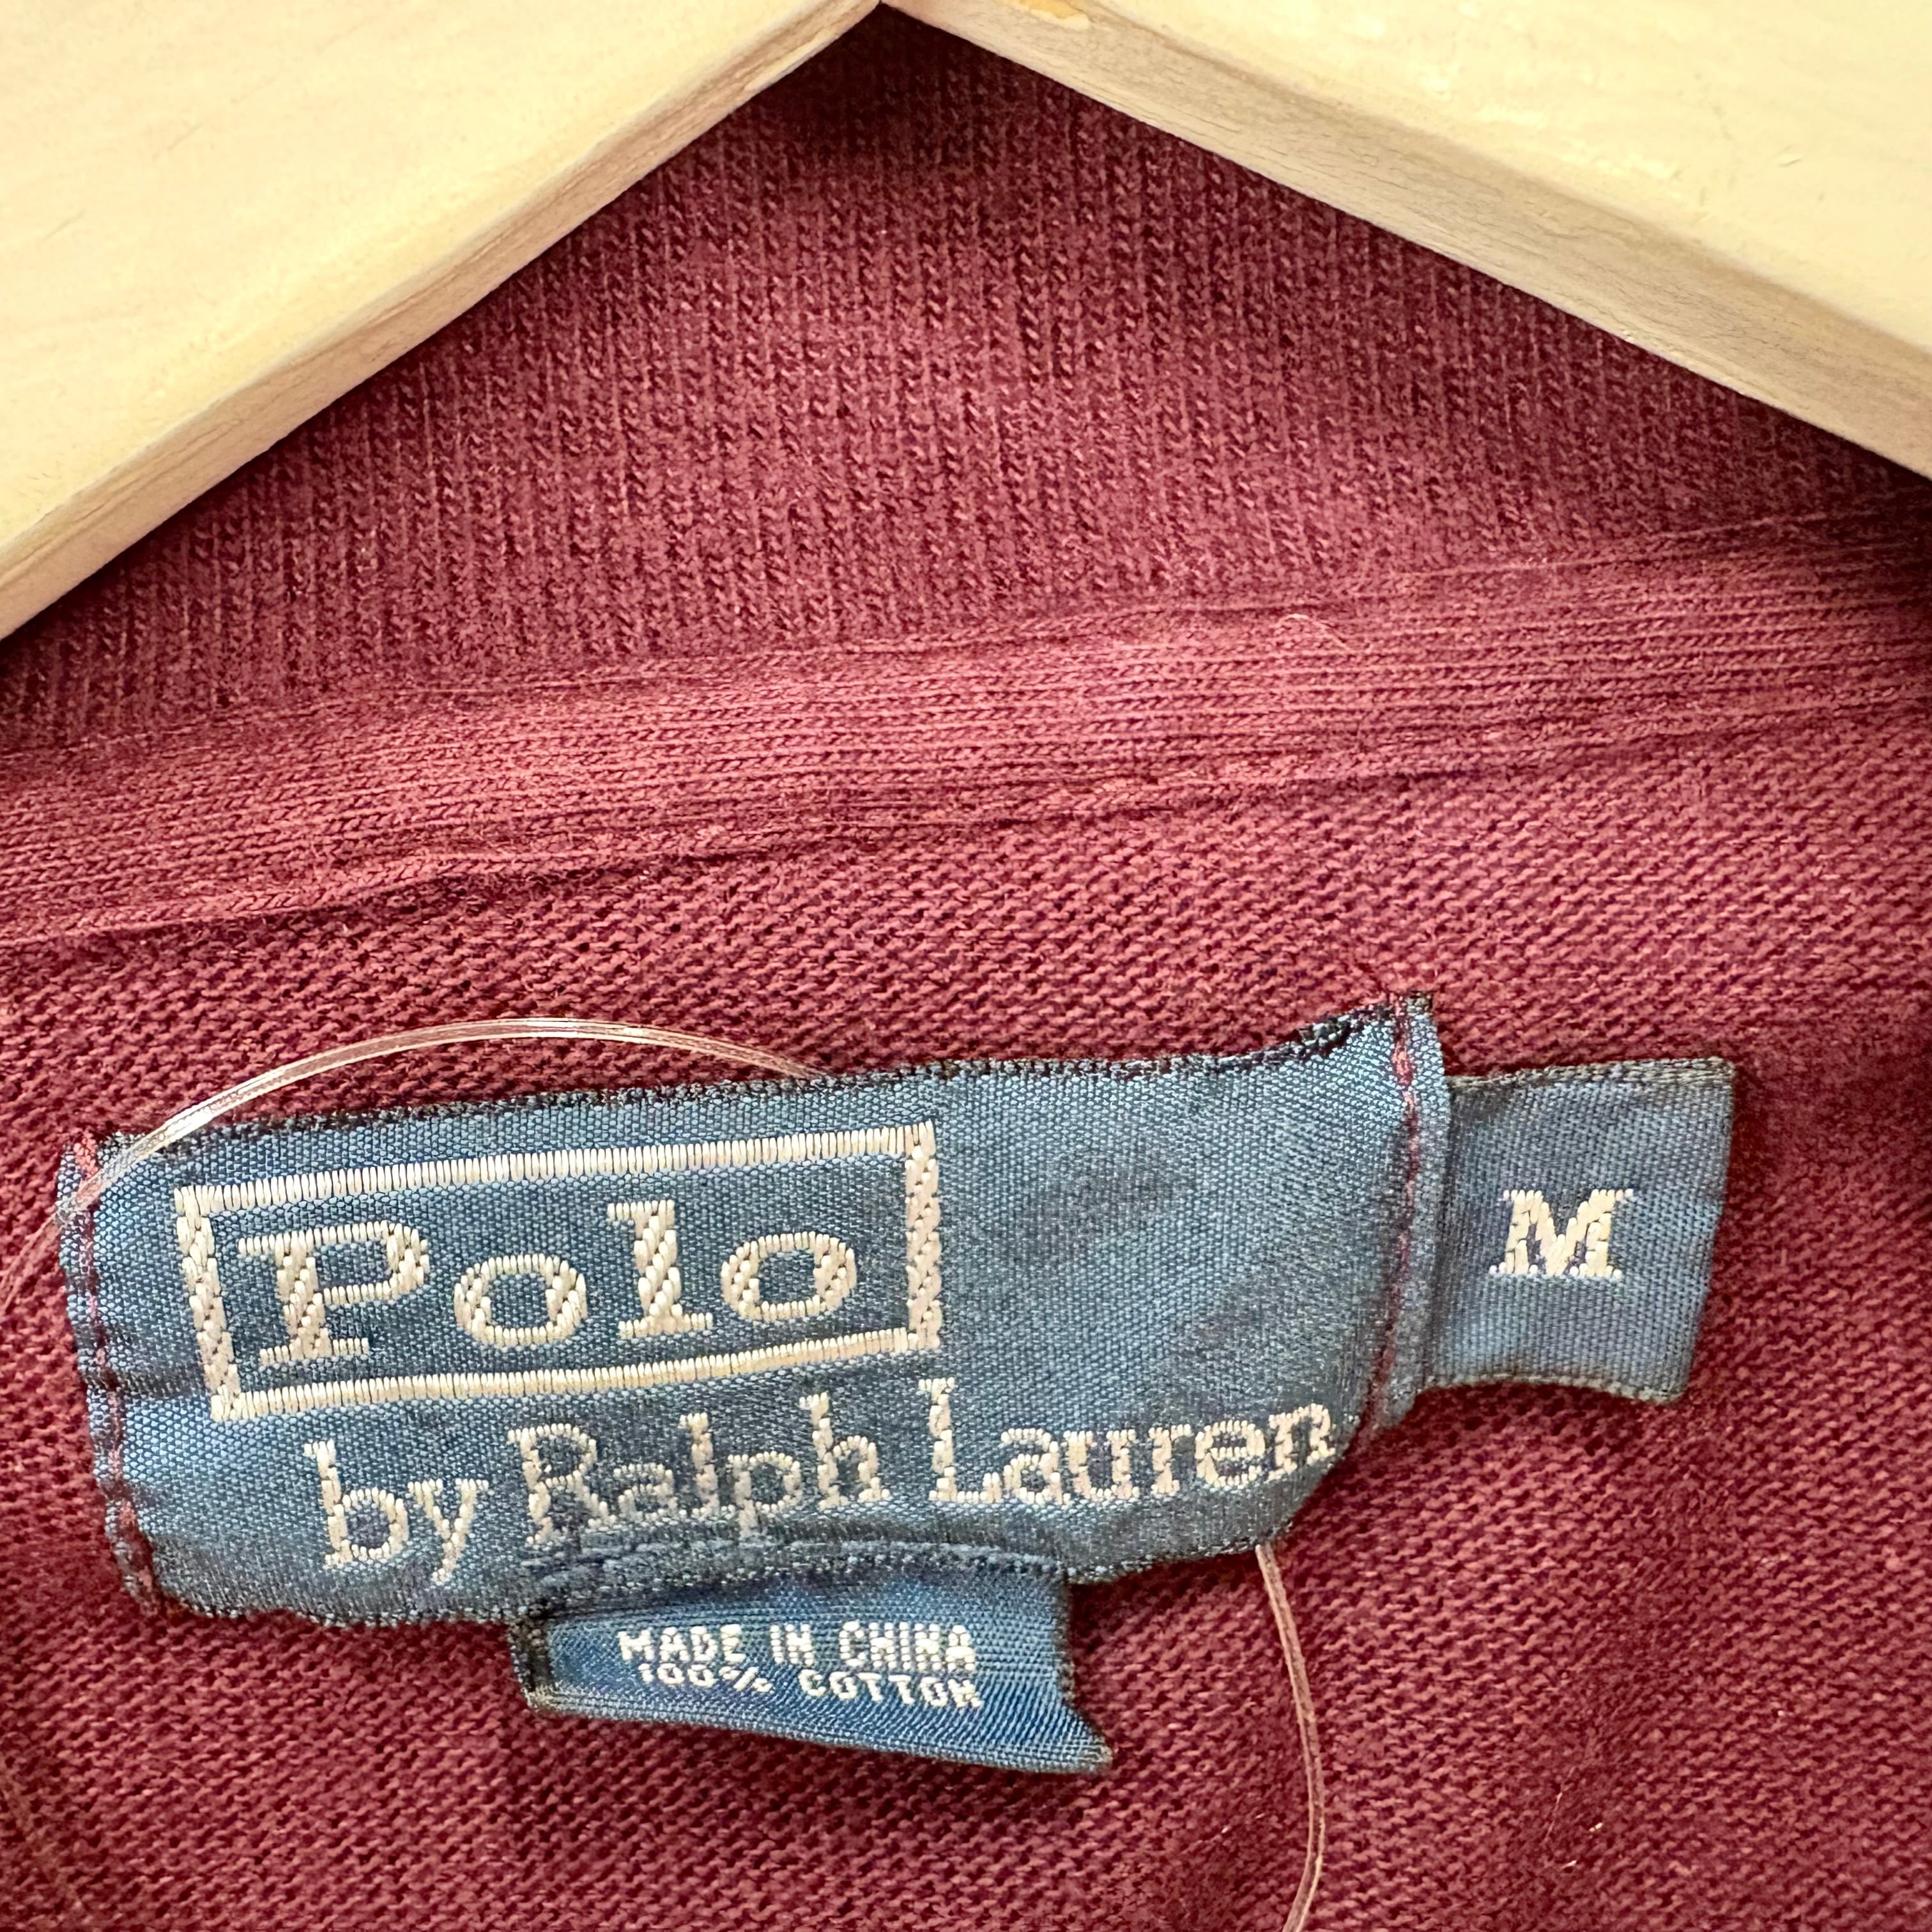 Polo
by Ralph Lauren
M
MADE IN CHINA
100% COTTON